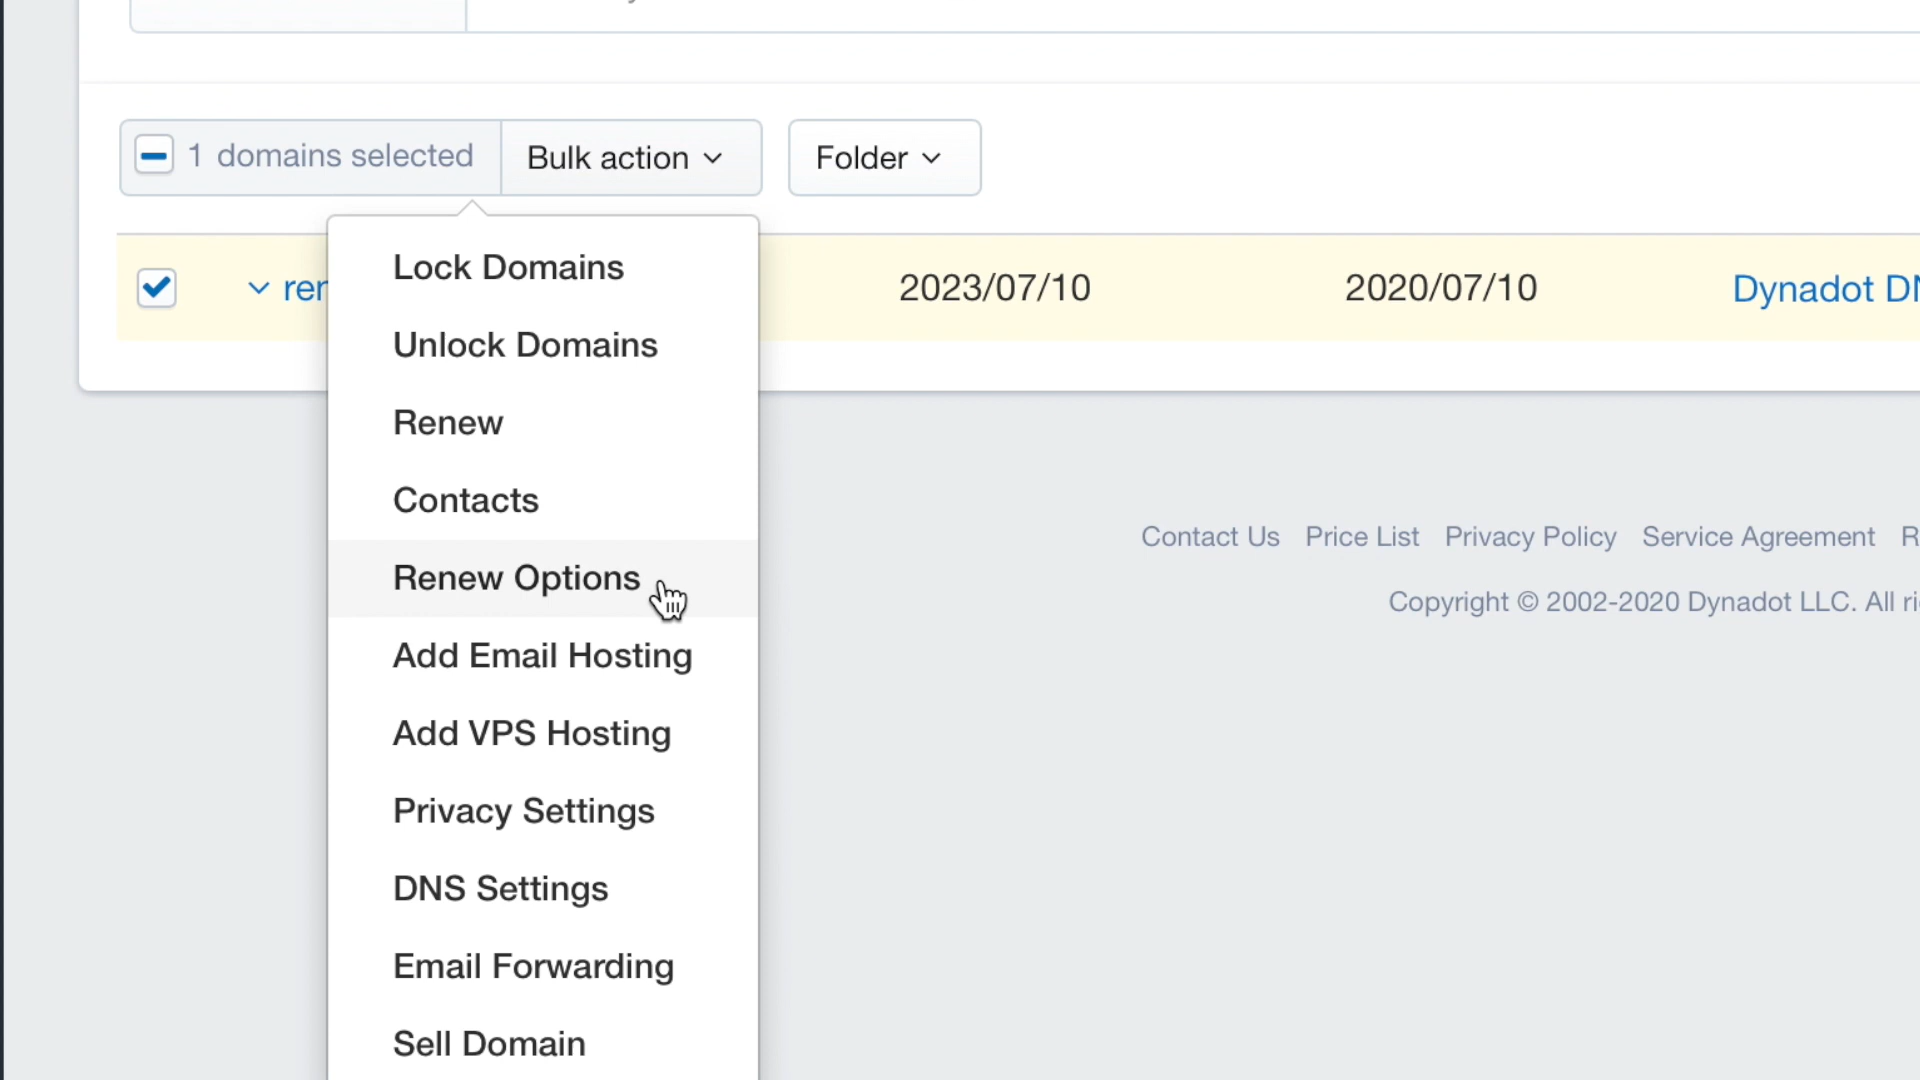 1 domains selected
Bulk action
Folder
Lock Domains
ren
2023/07/10
2020/07/10
Dynadot
Unlock Domains
Renew
Contacts
Contact Us
Price List
Privacy Policy
Service Agreement
Renew Options
Copyright © 2002-2020 Dynadot LLC. All
Add Email Hosting
Add VPS Hosting
Privacy Settings
DNS Settings
Email Forwarding
Sell Domain